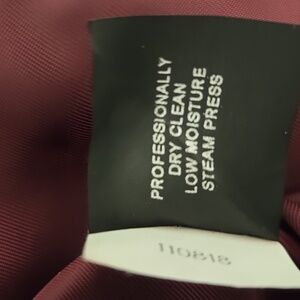 PROFESSIONALLY
DRY CLEAN
LOW MOISTURE
STEAM PRESS
110818